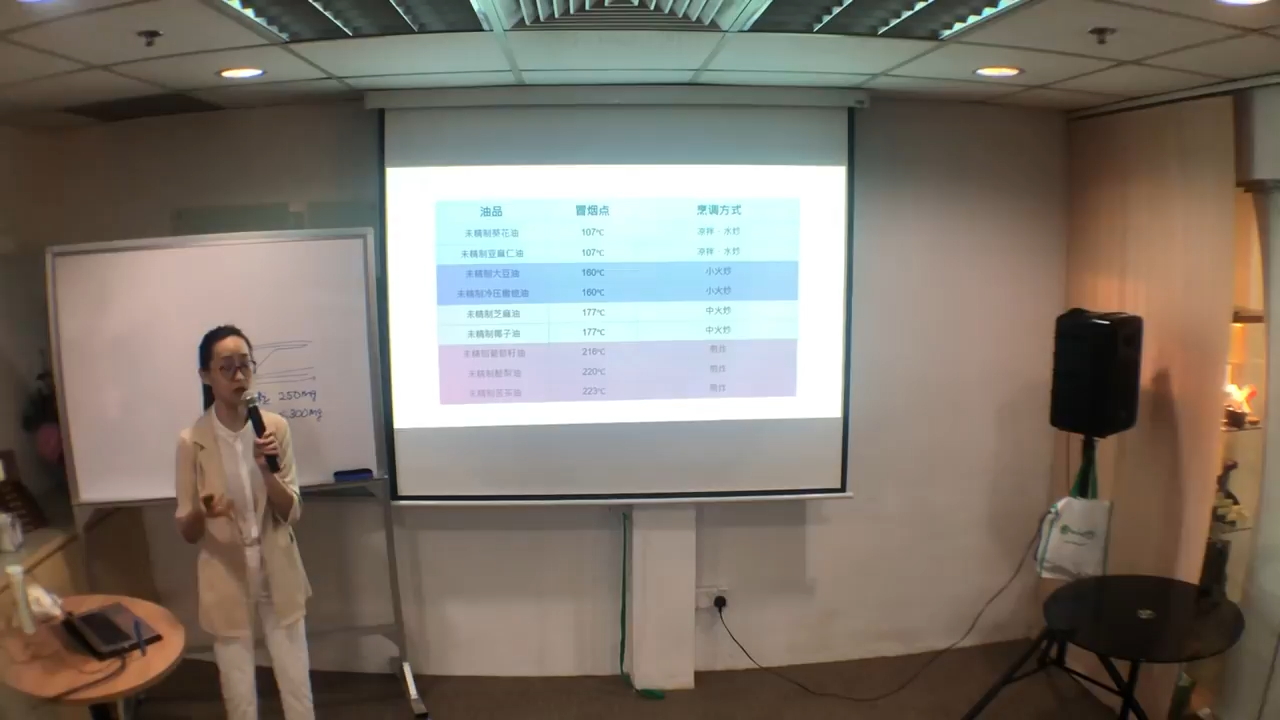 油品 冒烟点 烹调方式
未精制葵花油 107℃ 凉拌、水炒
未精制亚麻仁油 107℃ 凉拌、水炒
未精制大豆油 160℃ 小火炒
未精制冷压橄榄油 160℃ 小火炒
未精制芝麻油 177℃ 中火炒
未精制椰子油 177℃ 中火炒
未精制葡萄籽油 216℃ 煎炸
未精制酪梨油 220℃ 煎炸
未精制苦茶油 223℃ 煎炸
250mg
300mg